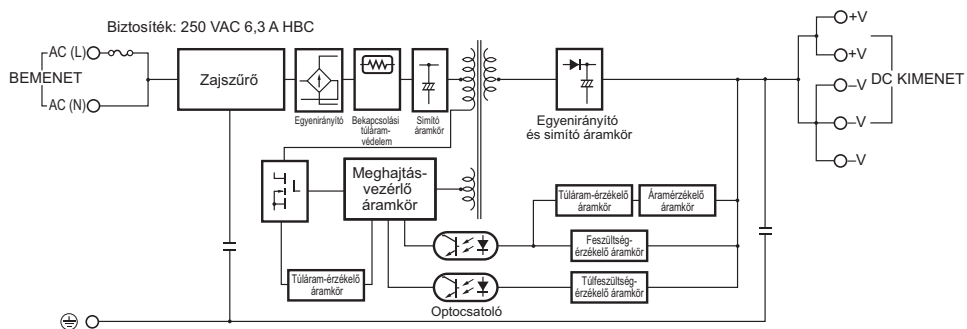 Biztosíték: 250 VAC 6,3 A HBC
AC (L)
BEMENET
AC (N)
Zajszűrő
Egyenirányító
Bekapcsolási
túláram-
védelem
Simító
áramkör
Egyenirányító
és simító áramkör
+V
+V
DC KIMENET
–V
–V
–V
Meghajtás-
vezérlő
áramkör
Túláram-érzékelő
áramkör
Áramérzékelő
áramkör
Feszültség-
érzékelő áramkör
Túláram-érzékelő
áramkör
Túlfeszültség-
érzékelő áramkör
Optocsatoló